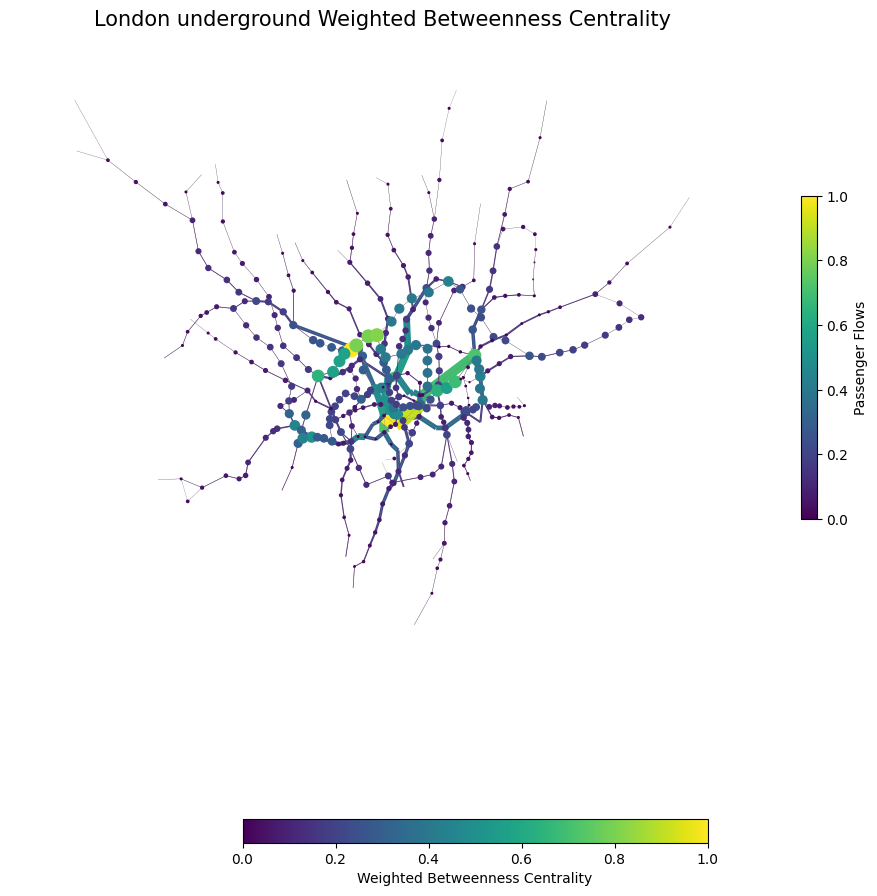 London underground Weighted Betweenness Centrality
1.0
0.8
0.6
0.4
0.2
0.0
Passenger Flows
0.0 0.2 0.4 0.6 0.8 1.0
Weighted Betweenness Centrality